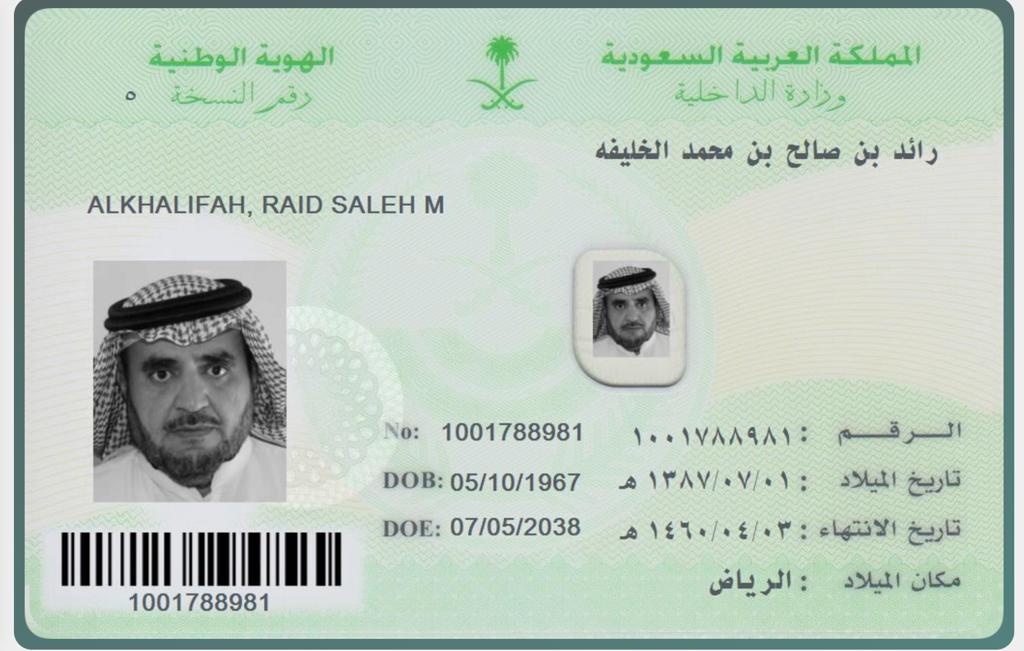 المملكة العربية السعودية
الهوية الوطنية
وزارة الداخلية
رقم النسخة ٥
رائد بن صالح بن محمد الخليفه
ALKHALIFAH, RAID SALEH M
الرقم : ١٠٠١٧٨٨٩٨١
No: 1001788981
تاريخ الميلاد : ١٣٨٧/٠٧/٠١ هـ
DOB: 05/10/1967
تاريخ الانتهاء : ١٤٦٠/٠٤/٠٣ هـ
DOE: 07/05/2038
مكان الميلاد : الرياض
1001788981